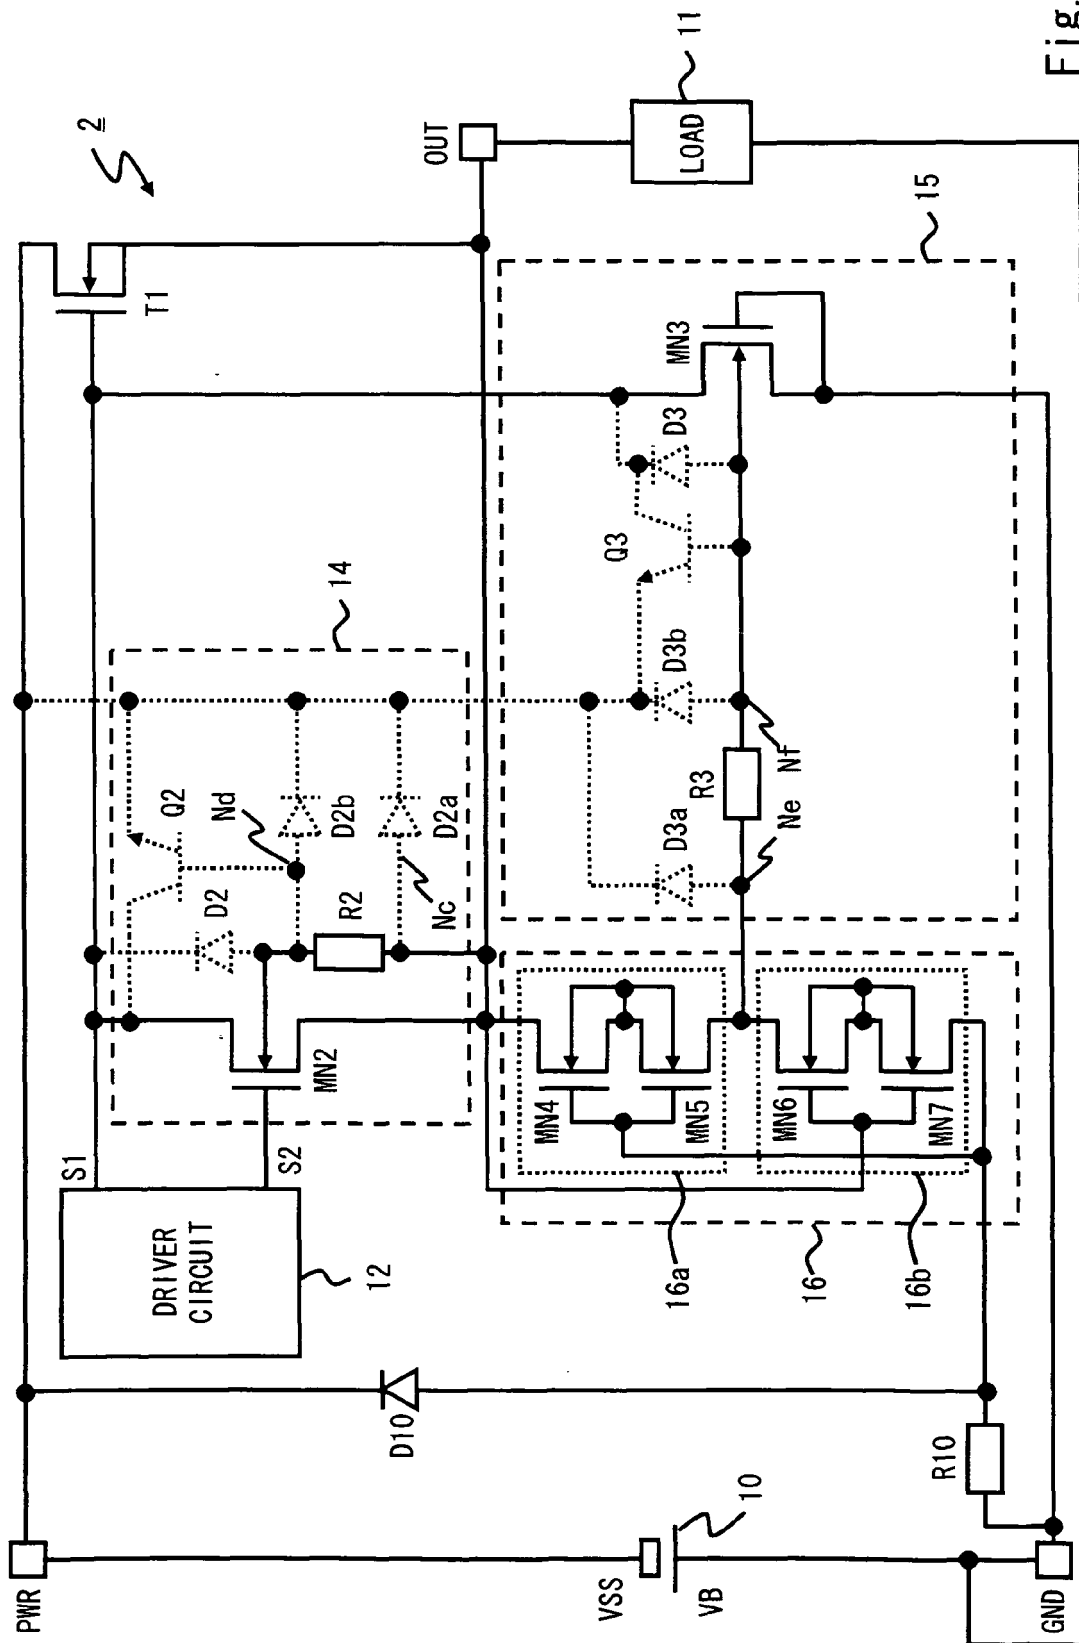 Fig.
2
PWR
T1
OUT
11
LOAD
S1
S2
DRIVER
CIRCUIT
12
14
Q2
Nd
D2
D2b
R2
D2a
Nc
MN2
15
MN3
D3
Q3
D3b
Nf
R3
D3a
Ne
MN4
MN5
MN6
MN7
16a
16
16b
D10
R10
VSS
VB
10
GND